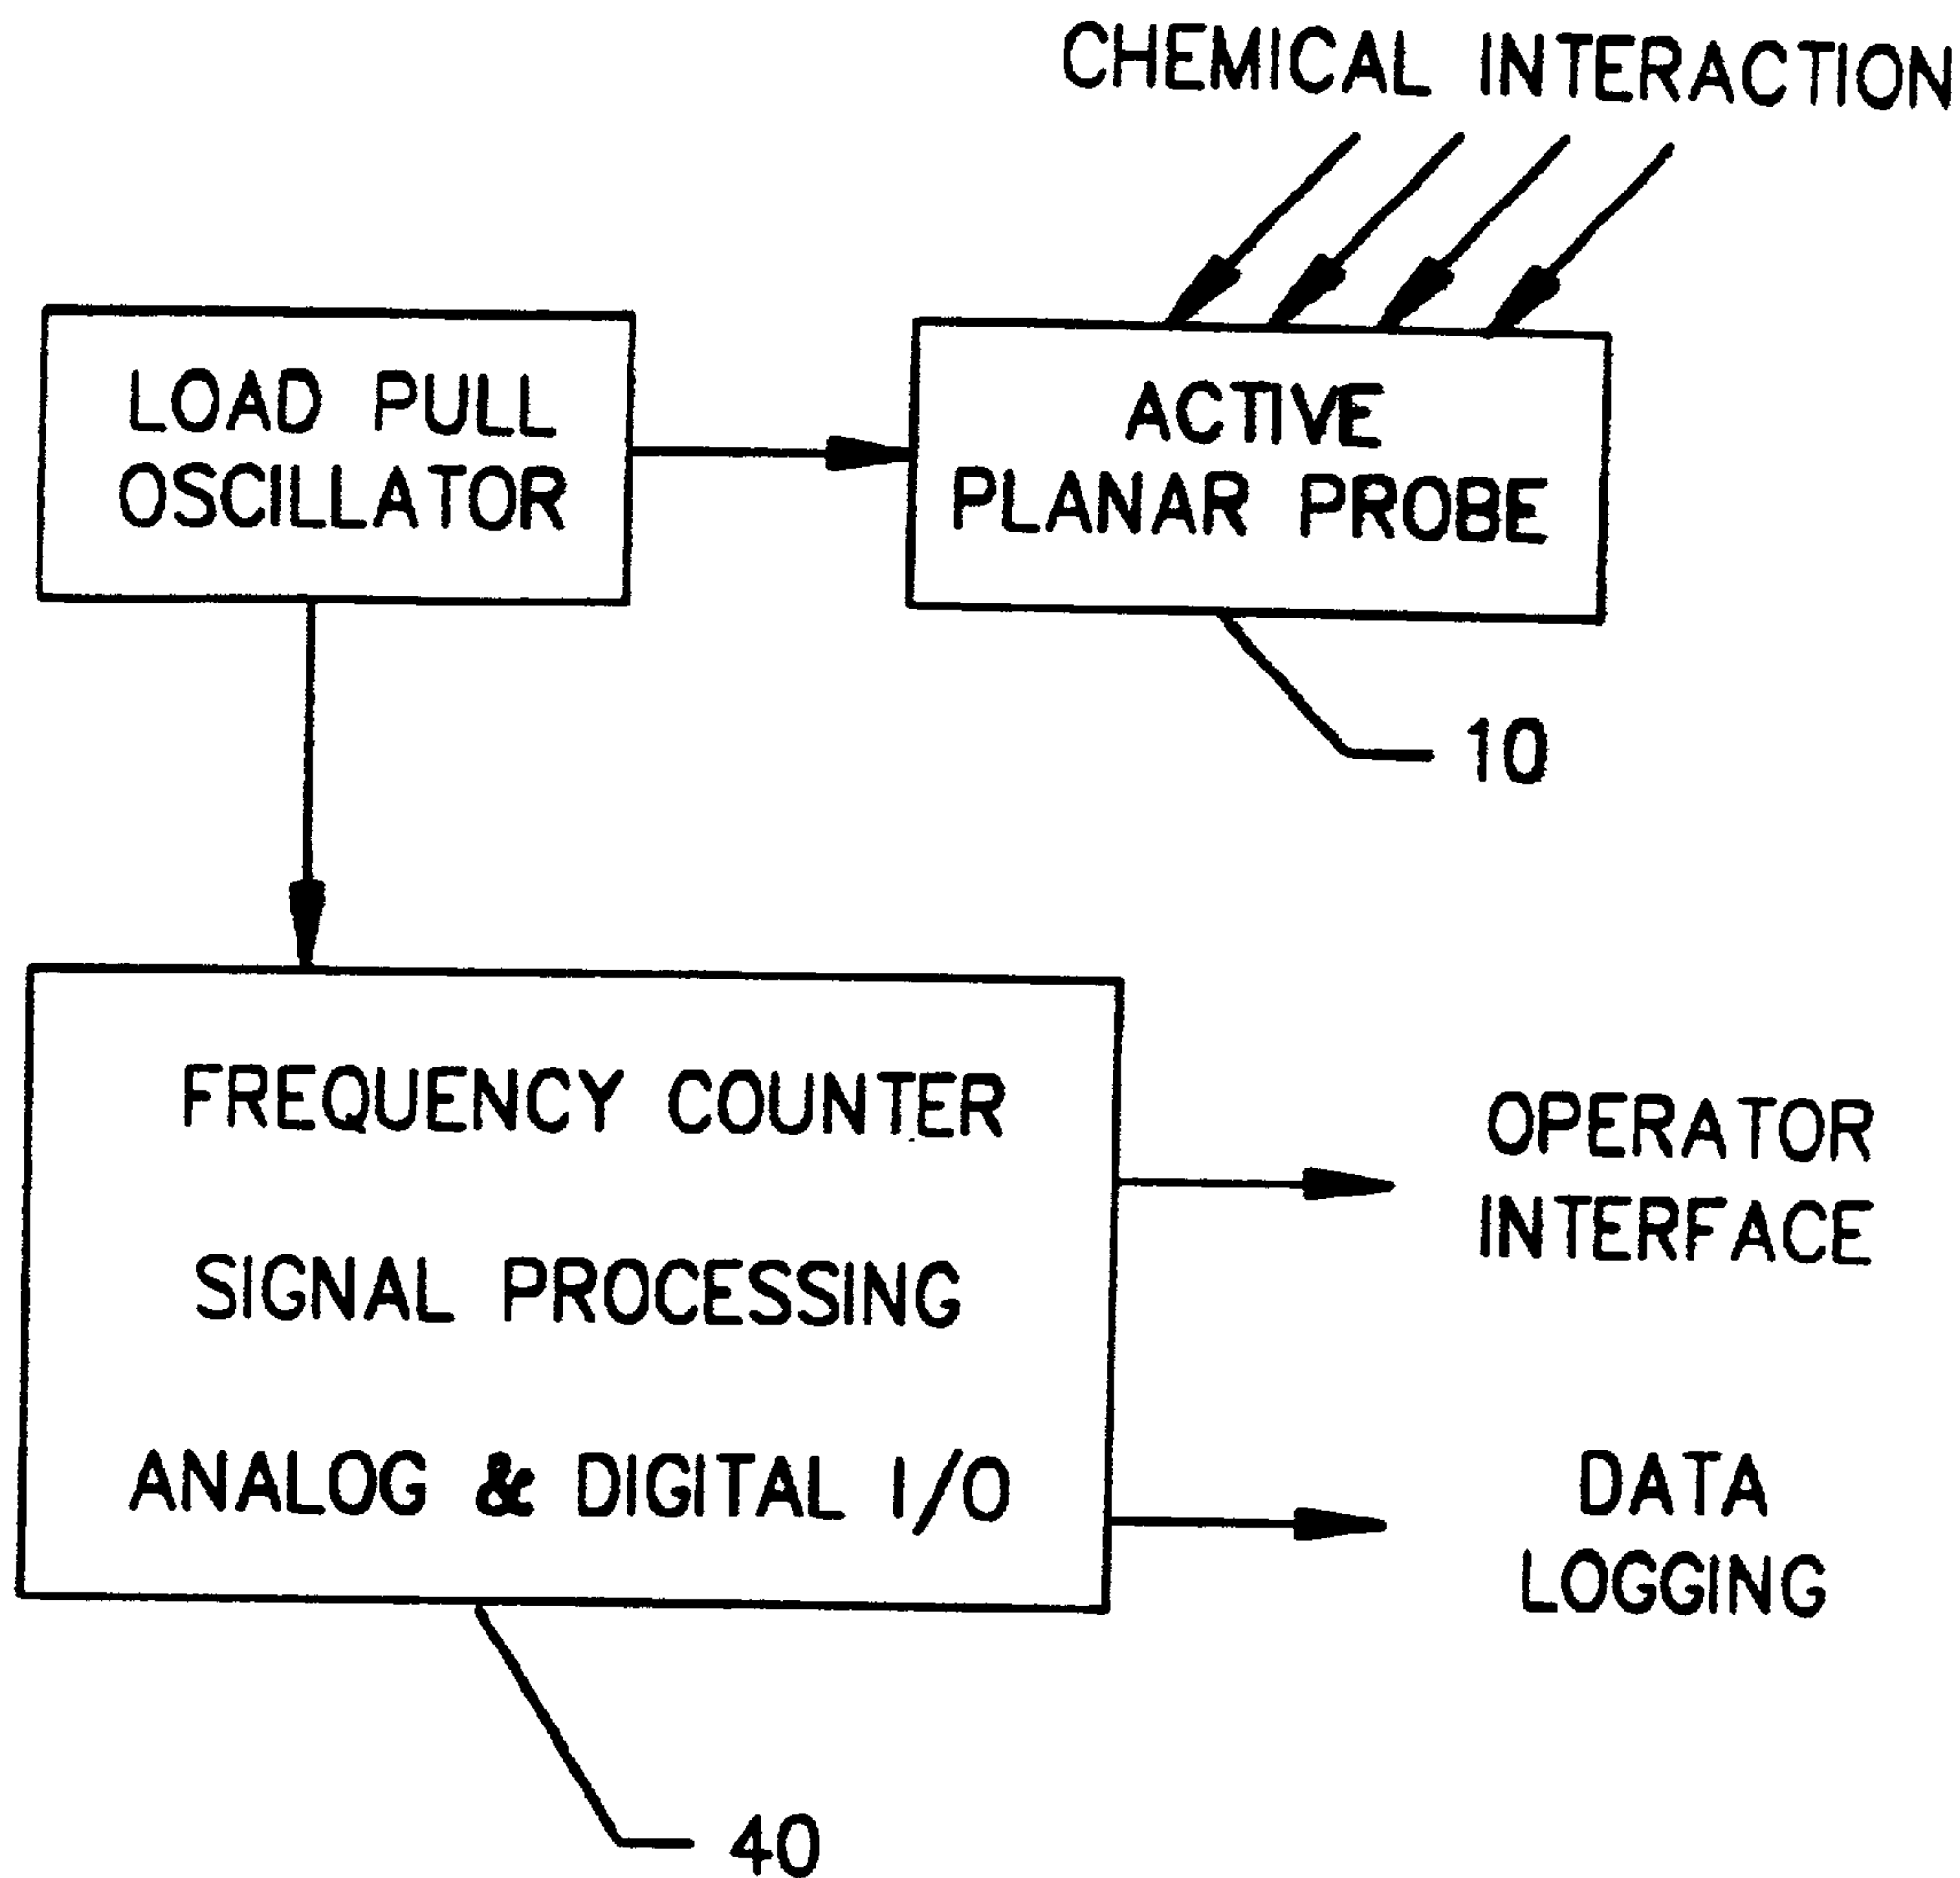 CHEMICAL INTERACTION
LOAD PULL
OSCILLATOR
ACTIVE
PLANAR PROBE
10
FREQUENCY COUNTER
SIGNAL PROCESSING
ANALOG & DIGITAL I/O
OPERATOR
INTERFACE
DATA
LOGGING
40